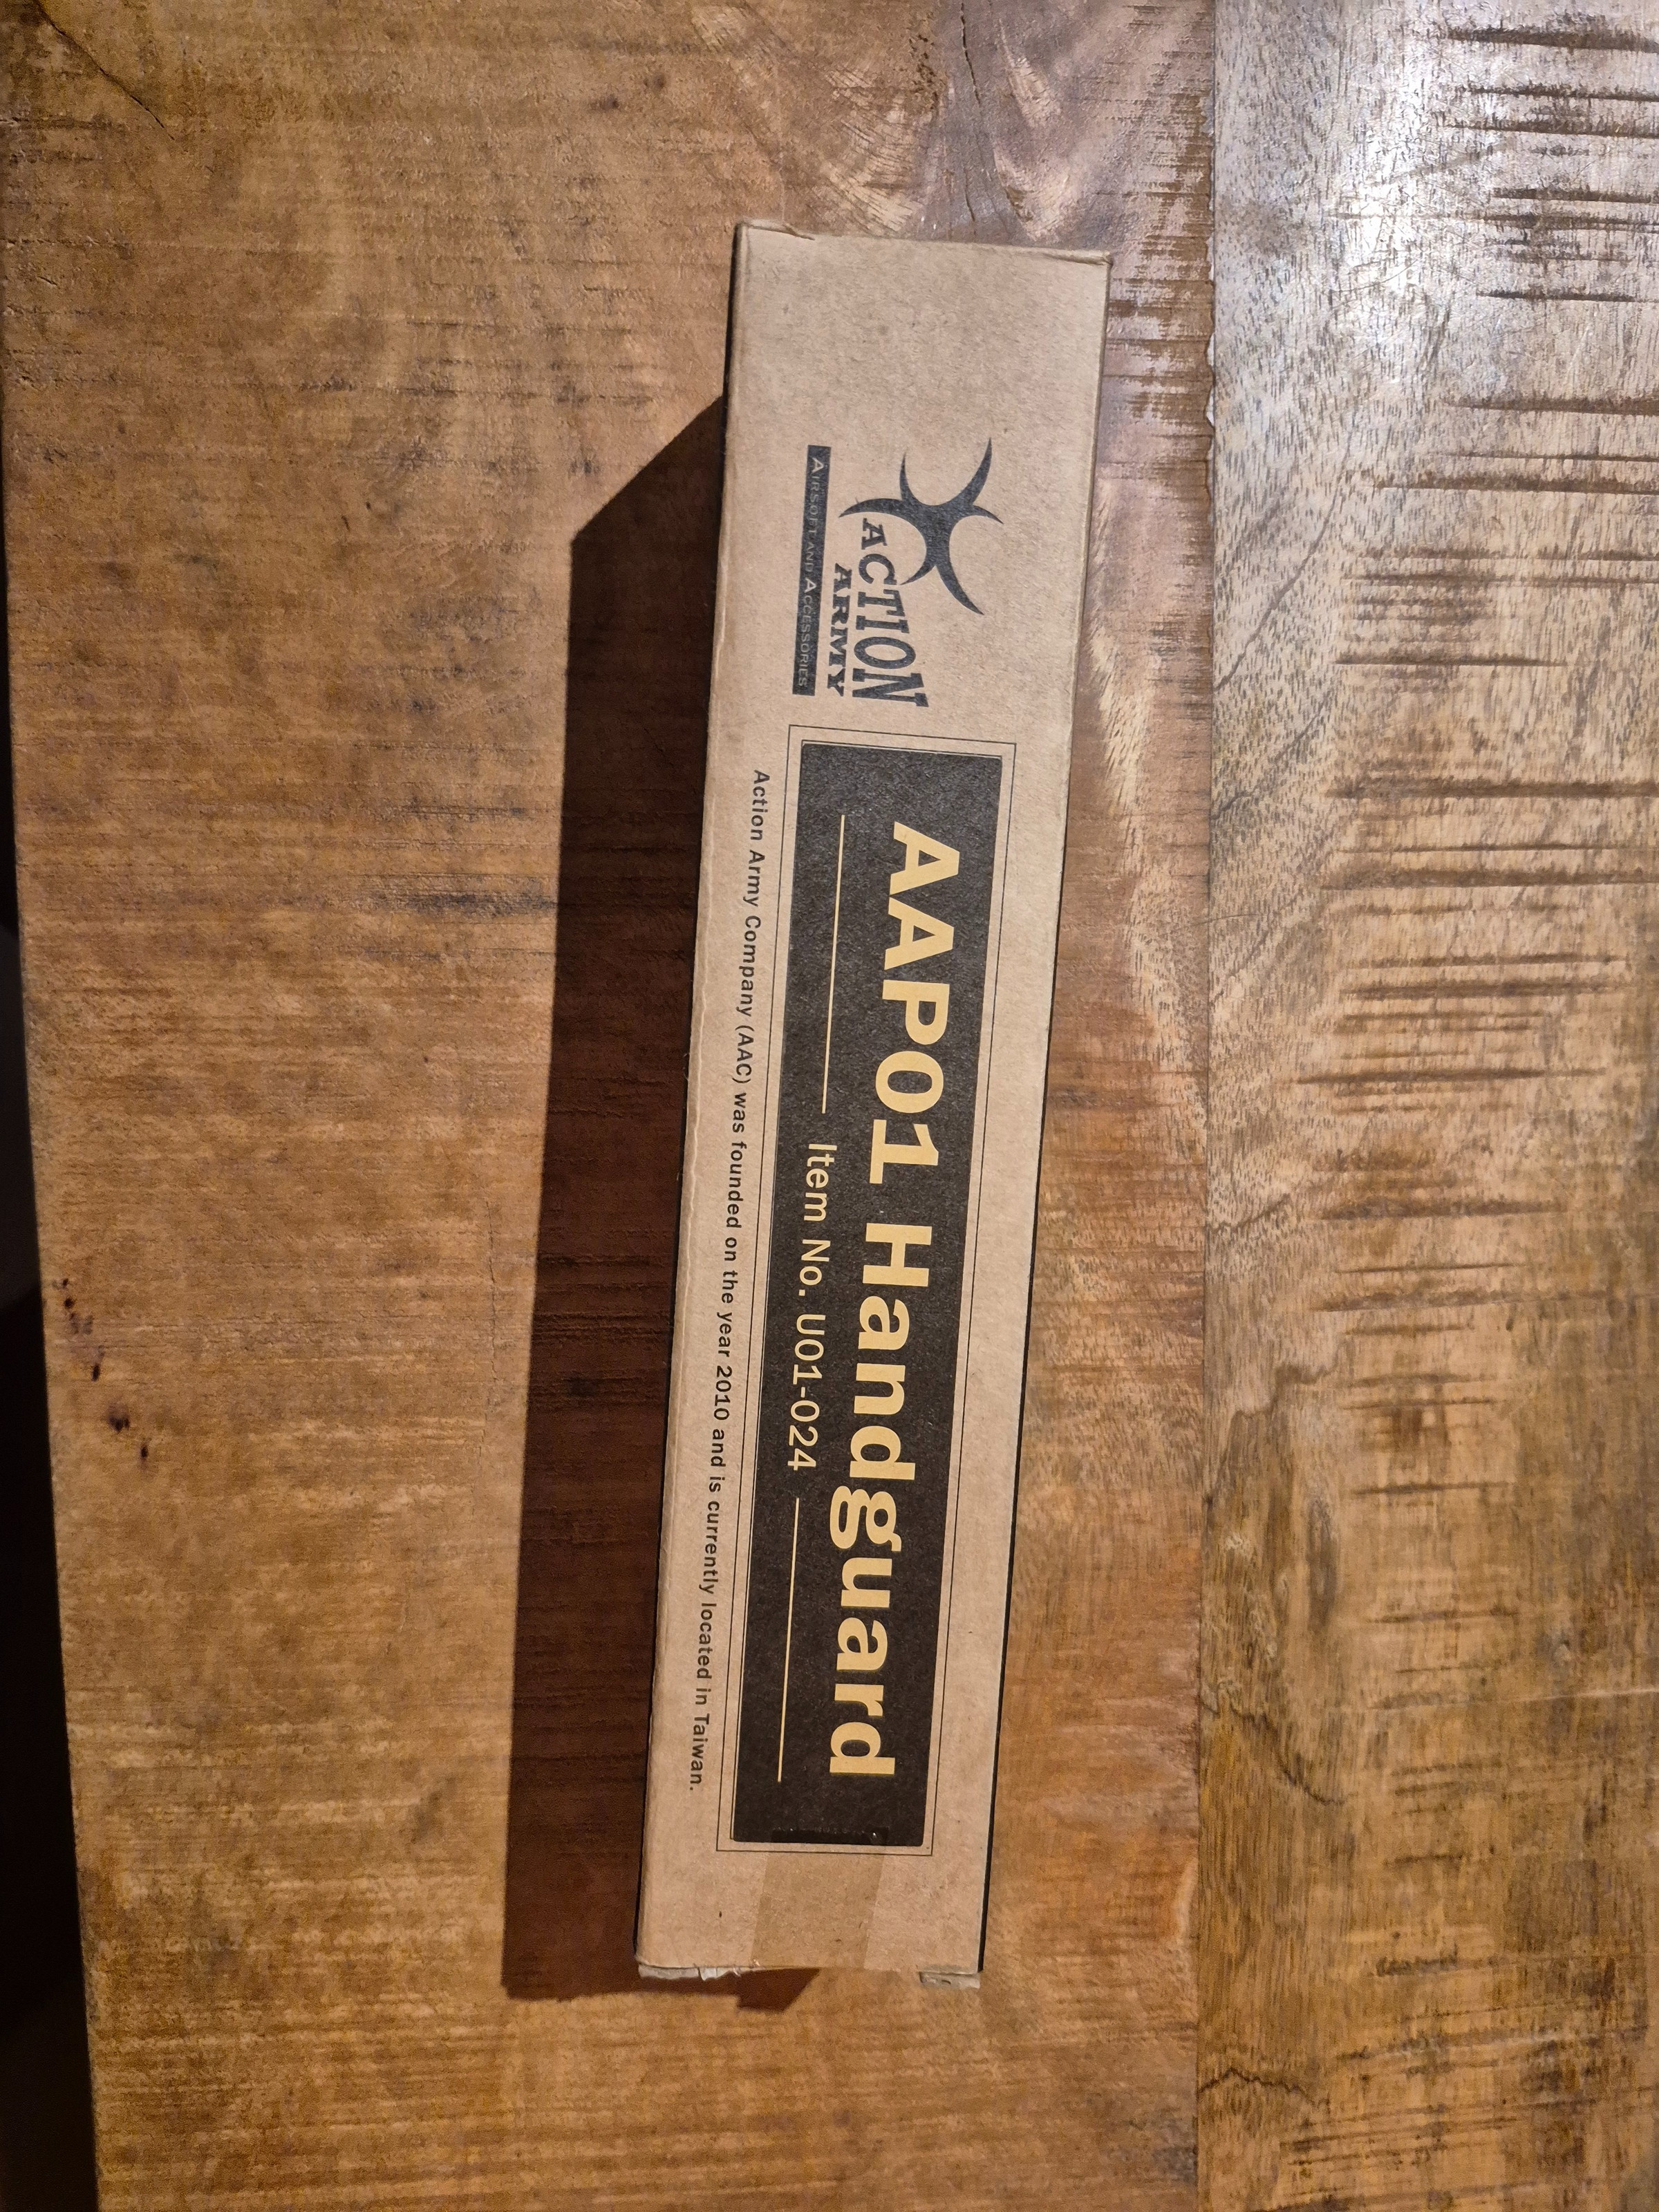 ACTION
ARMY
AIRSOFT AND ACCESSORIES
AAP01 Handguard
Item No. U01-024
Action Army Company (AAC) was founded on the year 2010 and is currently located in Taiwan.